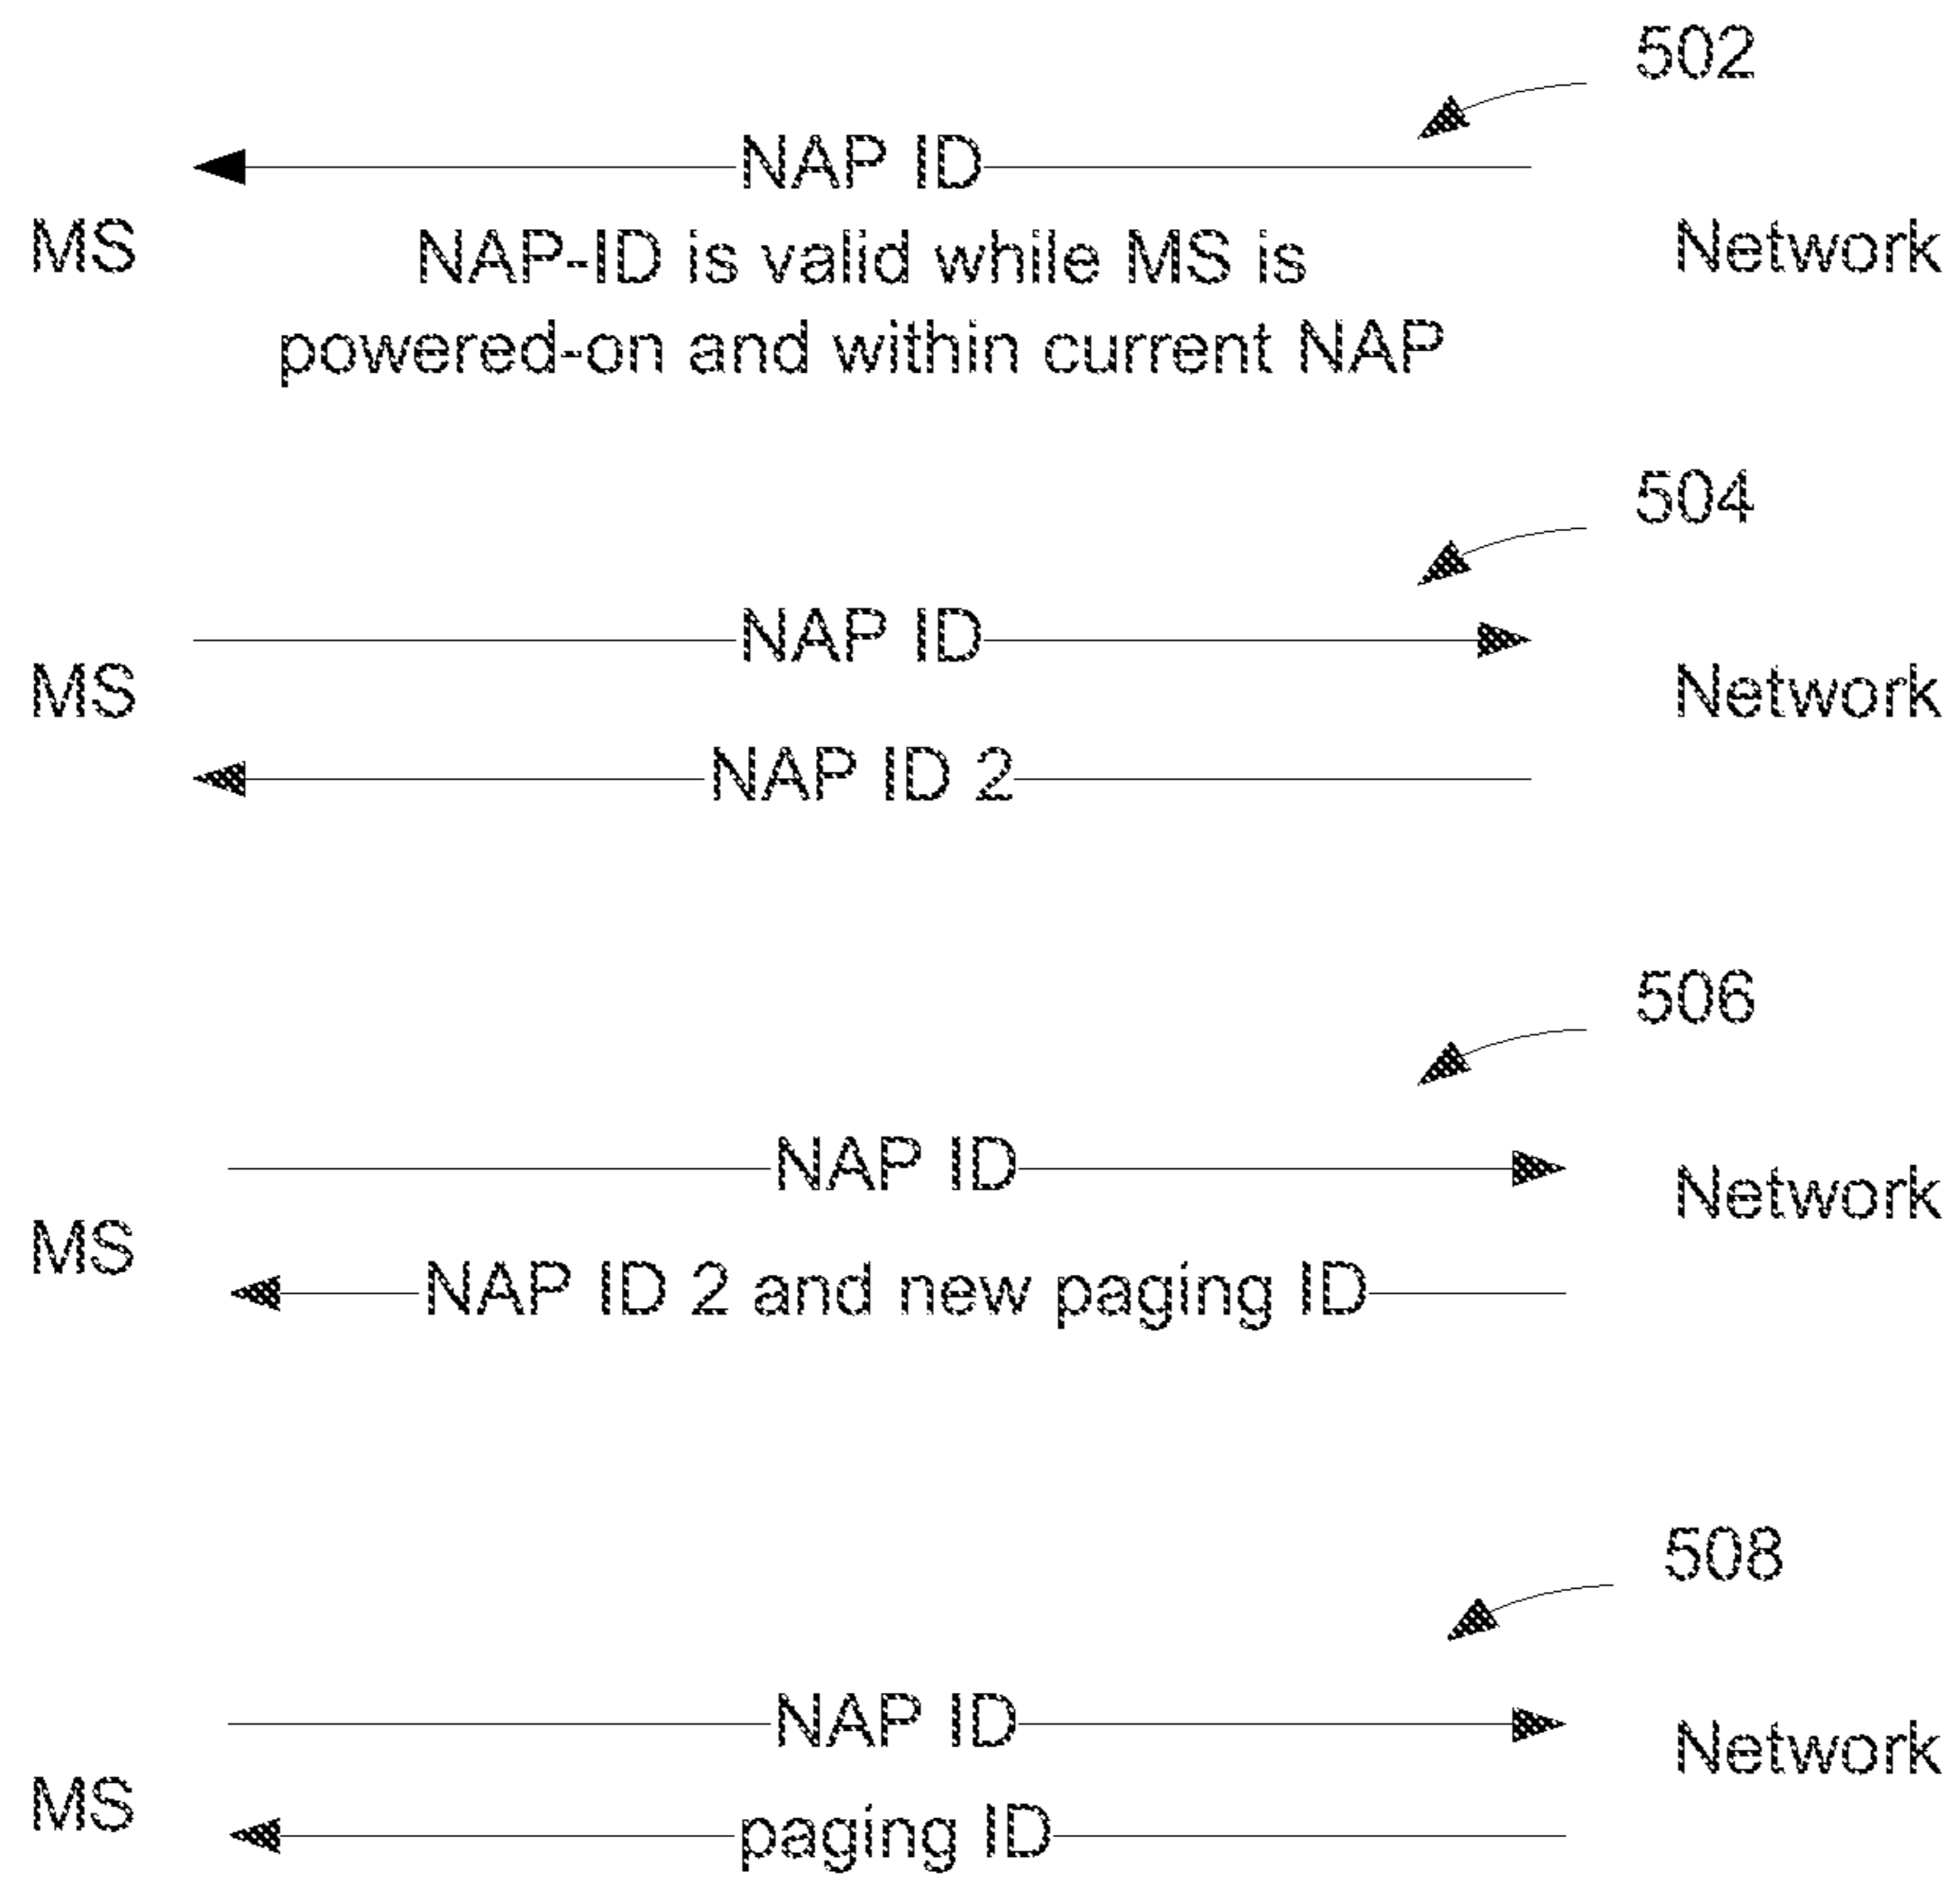 502
NAP ID
MS
Network
NAP-ID is valid while MS is
powered-on and within current NAP
504
NAP ID
MS
Network
NAP ID 2
506
NAP ID
Network
MS
NAP ID 2 and new paging ID
508
NAP ID
Network
MS
paging ID